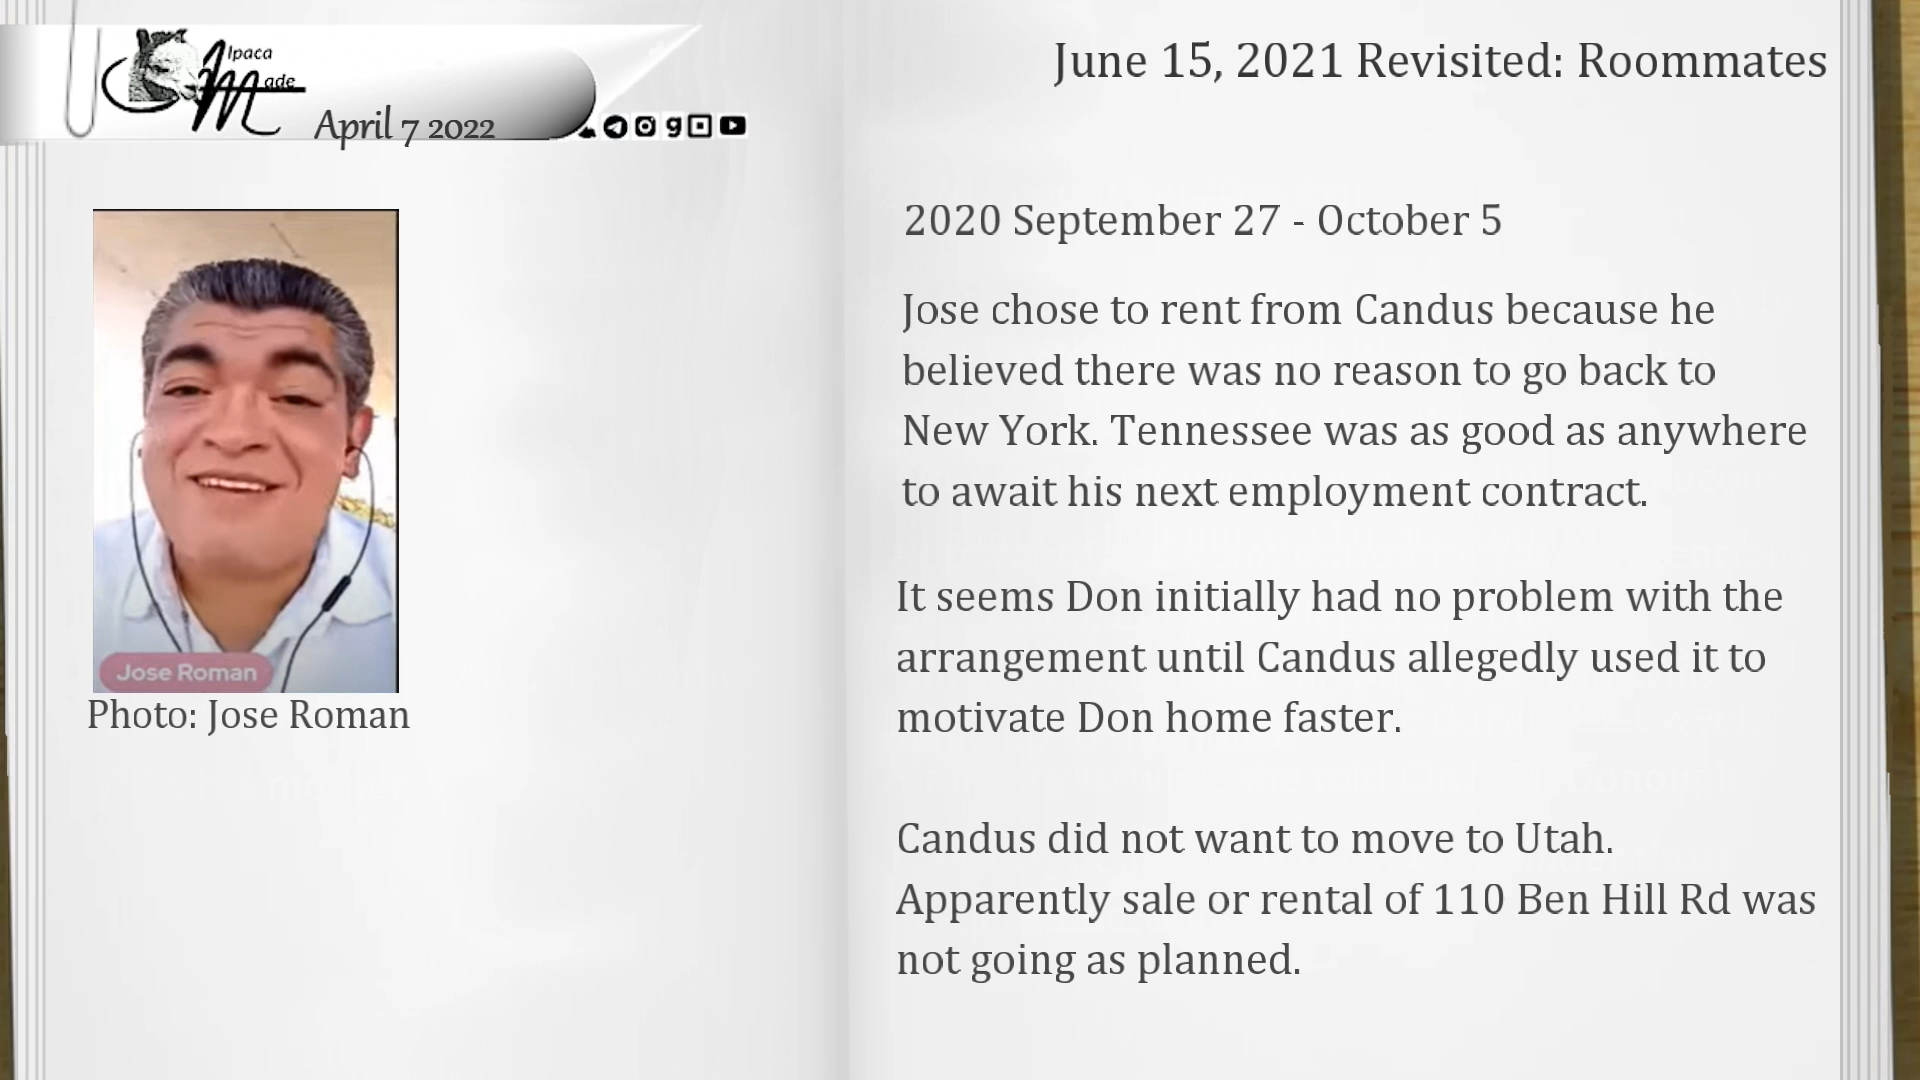 Alpaca
Made
April 7 2022
June 15, 2021 Revisited: Roommates
Jose Roman
Photo: Jose Roman
2020 September 27 - October 5
Jose chose to rent from Candus because he
believed there was no reason to go back to
New York. Tennessee was as good as anywhere
to await his next employment contract.
It seems Don initially had no problem with the
arrangement until Candus allegedly used it to
motivate Don home faster.
Candus did not want to move to Utah.
Apparently sale or rental of 110 Ben Hill Rd was
not going as planned.